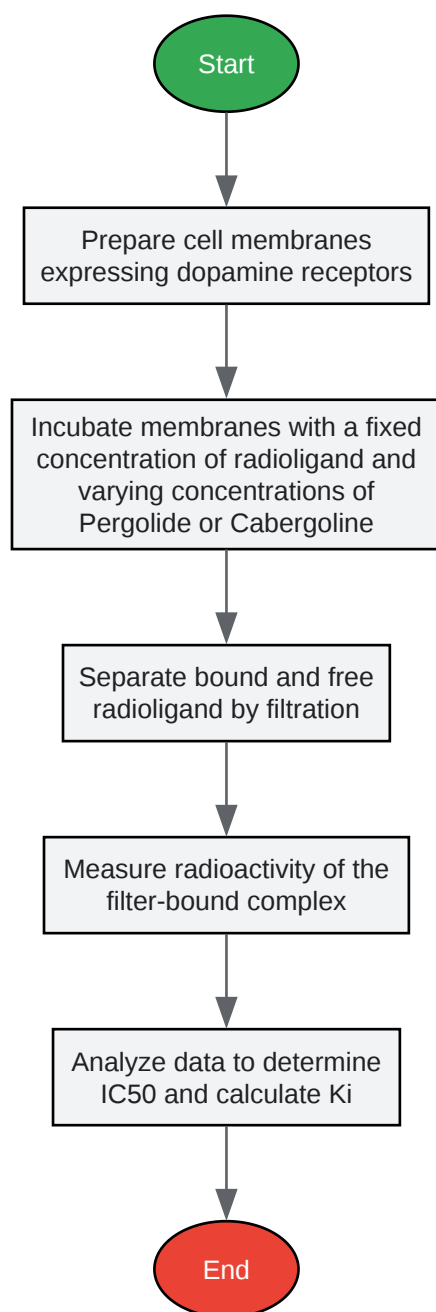 Start
Prepare cell membranes
expressing dopamine receptors
Incubate membranes with a fixed
concentration of radioligand and
varying concentrations of
Pergolide or Cabergoline
Separate bound and free
radioligand by filtration
Measure radioactivity of the
filter-bound complex
Analyze data to determine
IC50 and calculate Ki
End